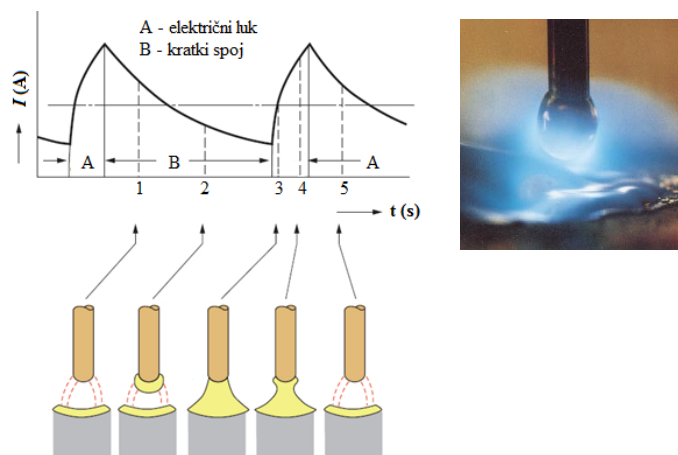 A - električni luk
B - kratki spoj
I (A)
A
B
A
1
2
3
4
5
t (s)